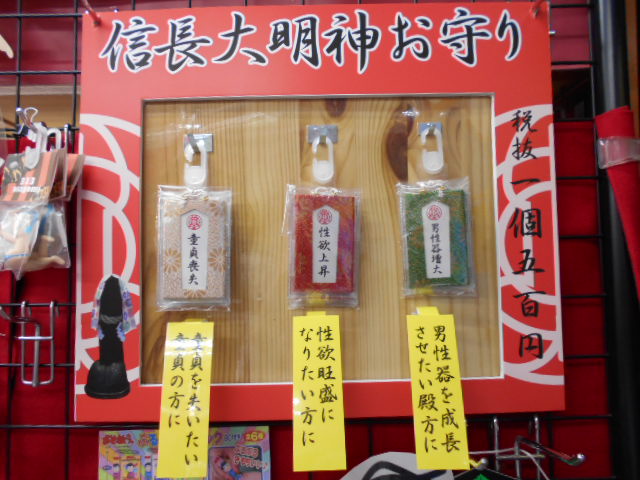 信長大明神お守り
税抜 一個五百円
童貞喪失
性欲上昇
男性器増大
童貞を失いたい
童貞の方に
性欲旺盛に
なりたい方に
男性器を成長
させたい殿方に
全6種